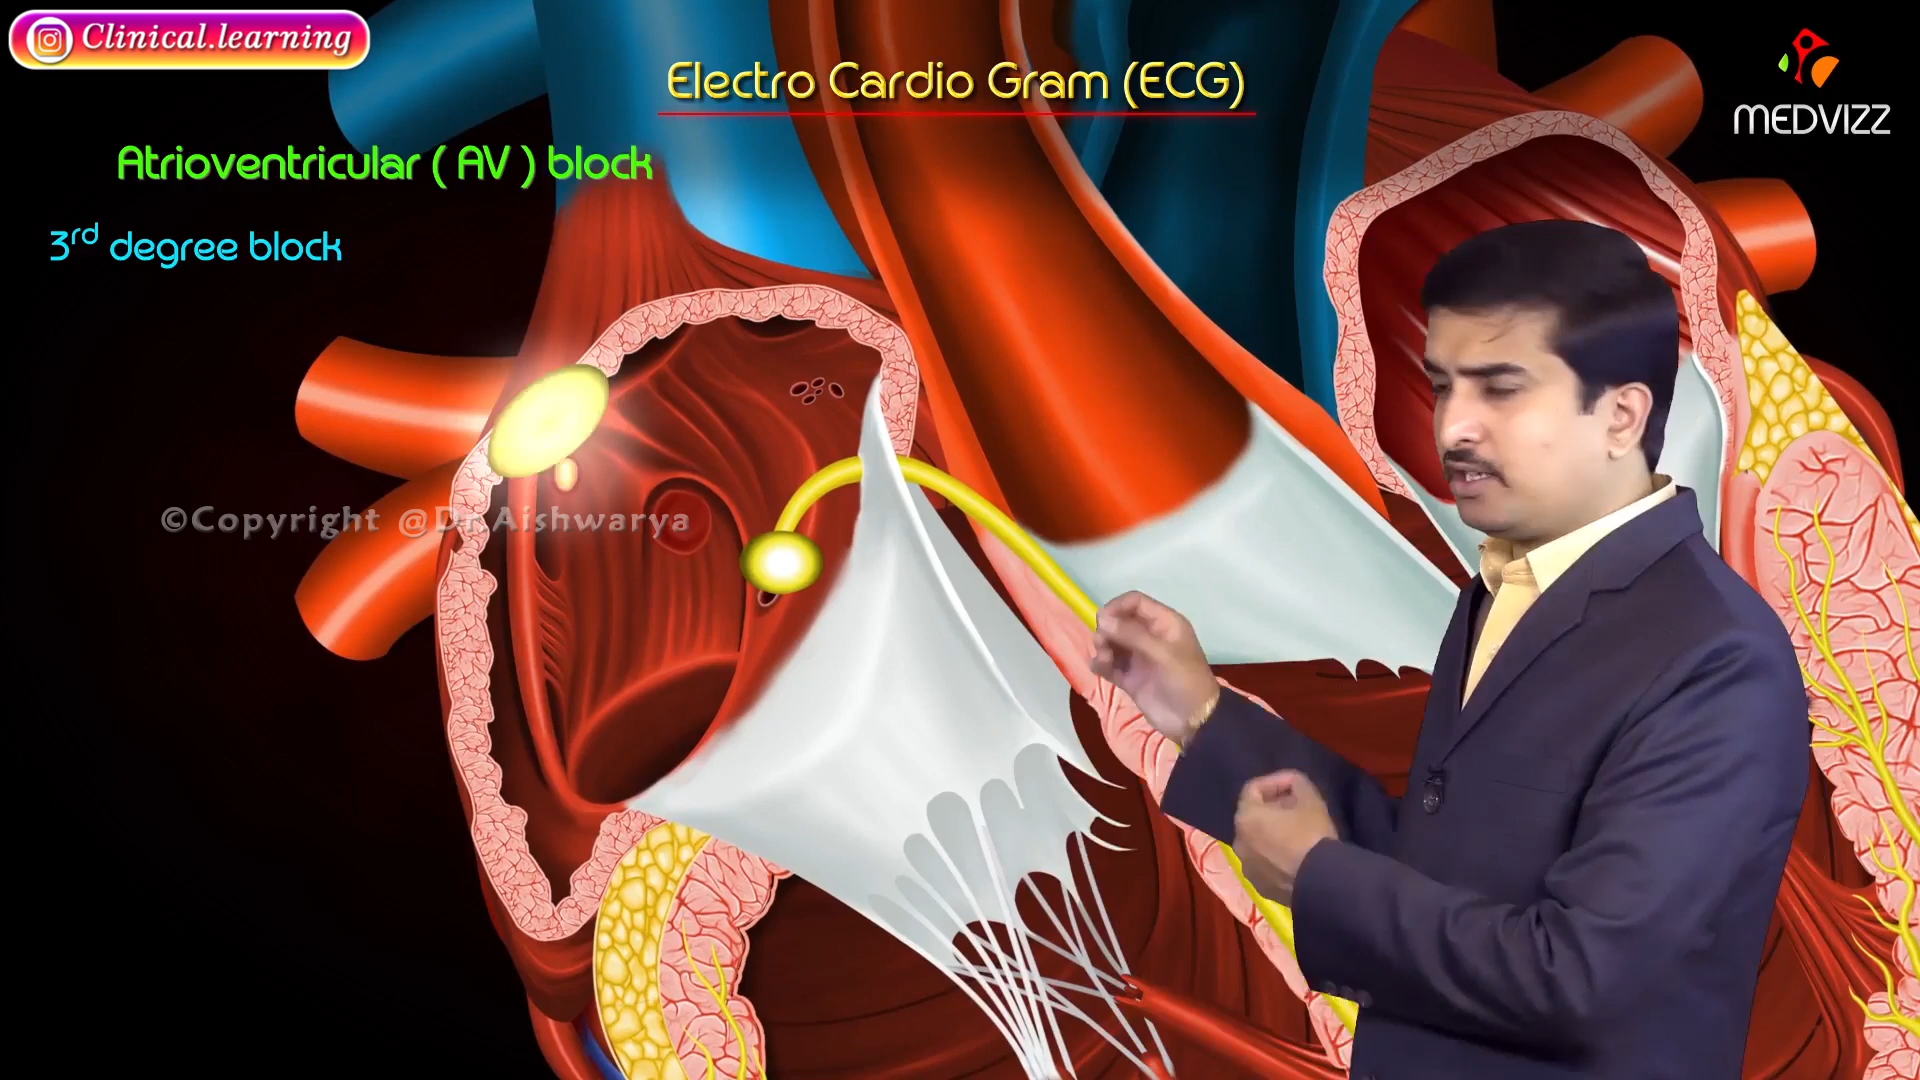 Clinical.learning
Electro Cardio Gram (ECG)
MEDVIZZ
Atrioventricular ( AV ) block
3rd degree block
©Copyright @Dr.Aishwarya